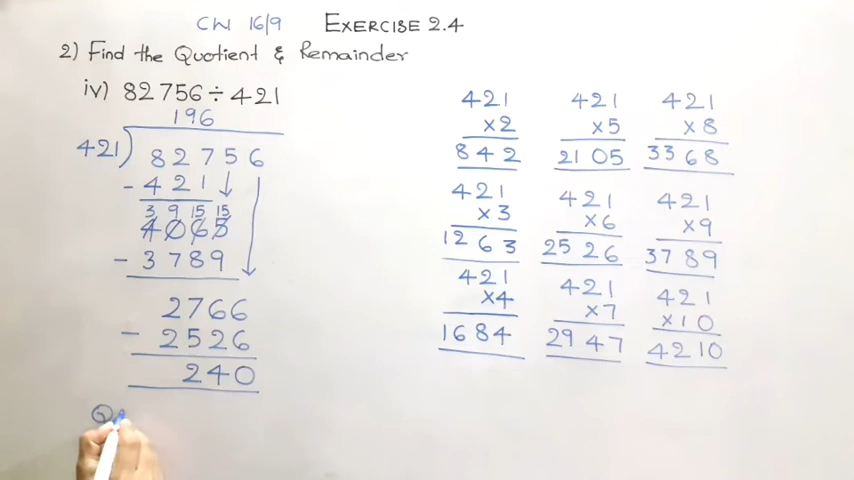 CW 16/9 EXERCISE 2.4
2) Find the Quotient & Remainder
iv) 82756 ÷ 421
196
421) 82756
- 421
3 9 15 15
4065
- 3789
2766
- 2526
240
Q
421
x2
842
421
x3
1263
421
x4
1684
421
x5
2105
421
x6
2526
421
x7
2947
421
x8
3368
421
x9
3789
421
x10
4210